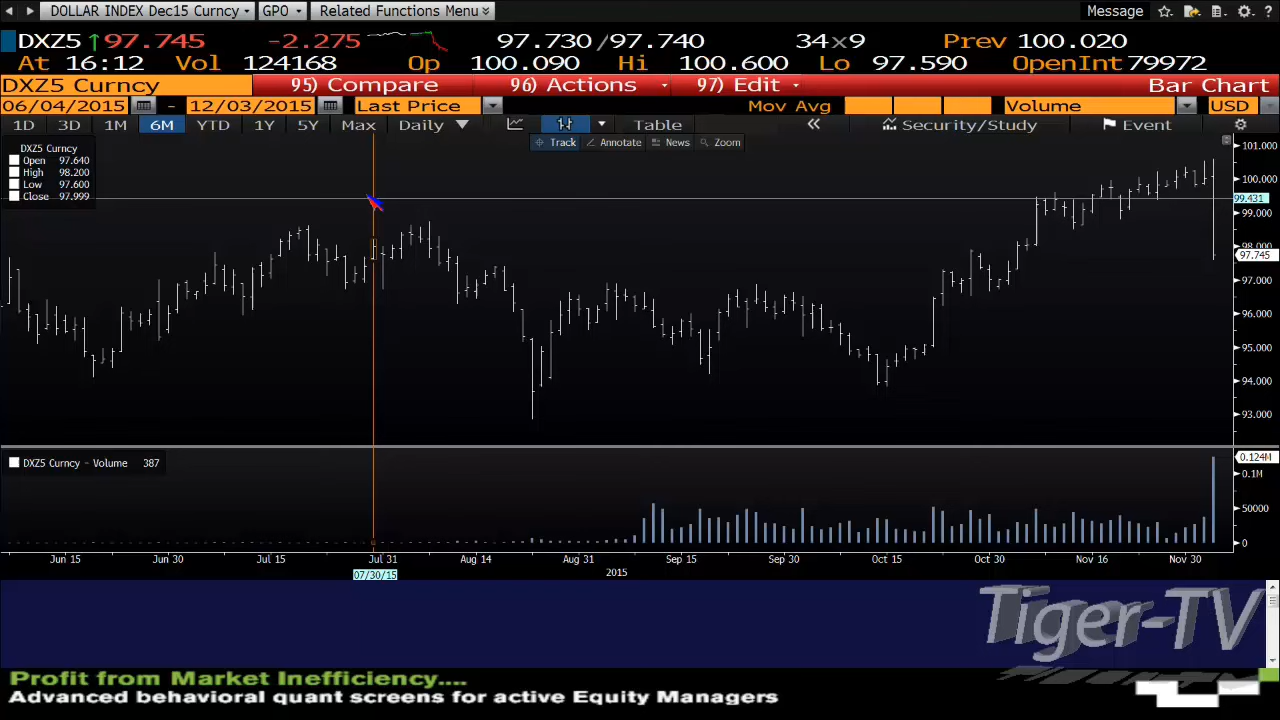 DOLLAR INDEX Dec15 Curncy GPO Related Functions Menu Message ?
DXZ5 ↑97.745 -2.275 97.730/97.740 34x9 Prev 100.020
At 16:12 Vol 124168 Op 100.090 Hi 100.600 Lo 97.590 OpenInt 79972
DXZ5 Curncy 95) Compare 96) Actions 97) Edit Bar Chart
06/04/2015 - 12/03/2015 Last Price Mov Avg Volume USD
1D 3D 1M 6M YTD 1Y 5Y Max Daily Table « Security/Study Event
Track Annotate News Zoom
DXZ5 Curncy
Open 97.640
High 98.200
Low 97.600
Close 97.999
101.000
100.000
99.431
99.000
98.000
97.745
97.000
96.000
95.000
94.000
93.000
DXZ5 Curncy - Volume 387
0.124M
0.1M
50000
0
Jun 15 Jun 30 Jul 15 Jul 31 Aug 14 Aug 31 Sep 15 Sep 30 Oct 15 Oct 30 Nov 16 Nov 30
07/30/15 2015
Tiger-TV
Profit from Market Inefficiency....
Advanced behavioral quant screens for active Equity Managers